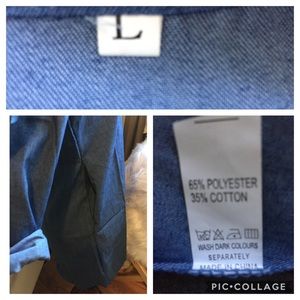 L
65% POLYESTER
35% COTTON
WASH DARK COLOURS
SEPARATELY
MADE IN CHINA
PIC•COLLAGE